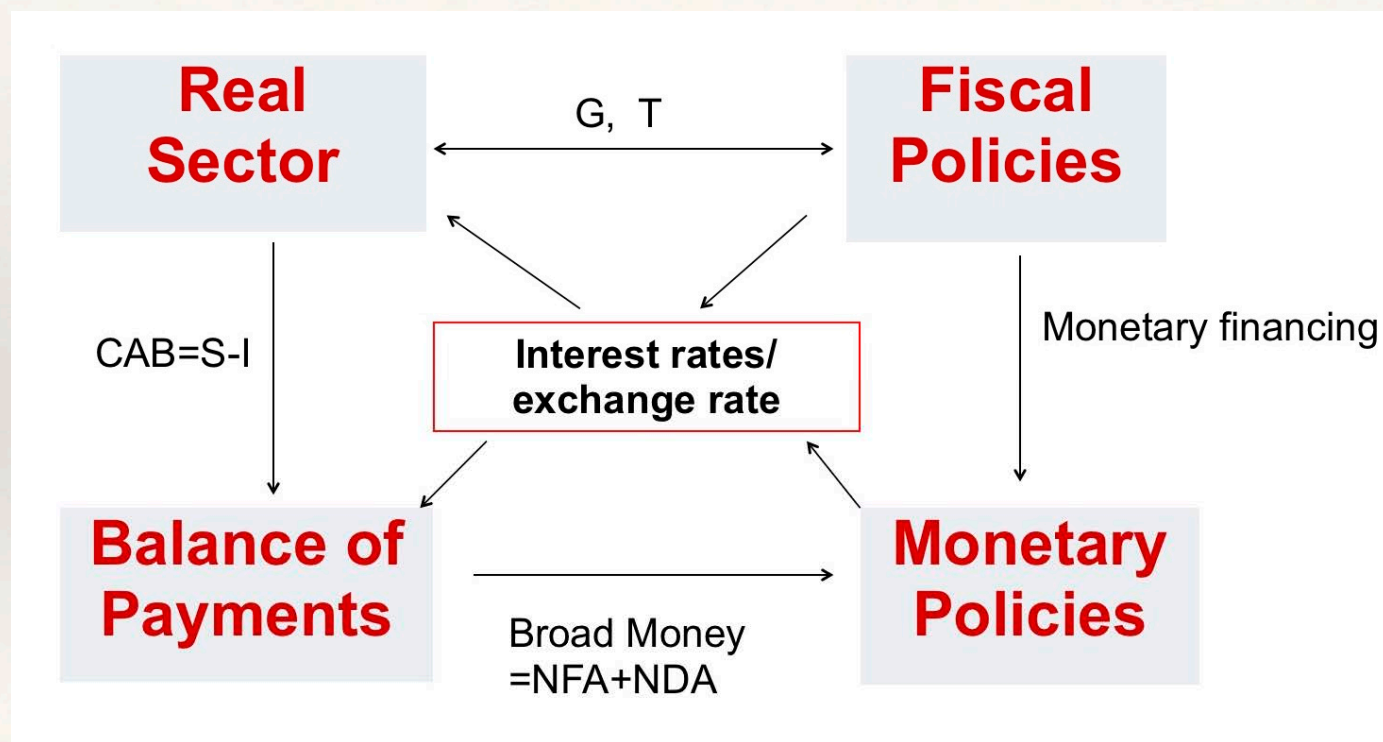 Real
Sector
G, T
Fiscal
Policies
CAB=S-I
Interest rates/
exchange rate
Monetary financing
Balance of
Payments
Broad Money
=NFA+NDA
Monetary
Policies